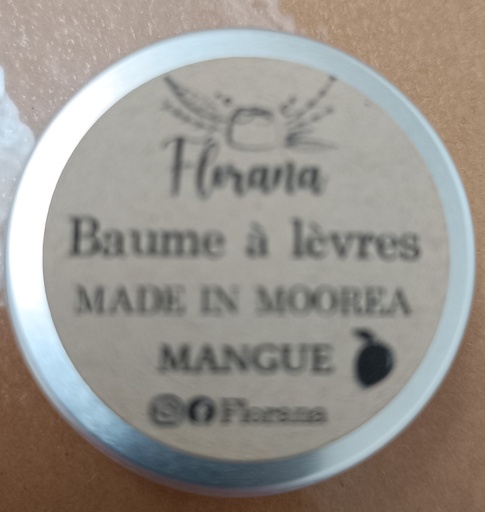 Florana
Baume à lèvres
MADE IN MOOREA
MANGUE
Florana